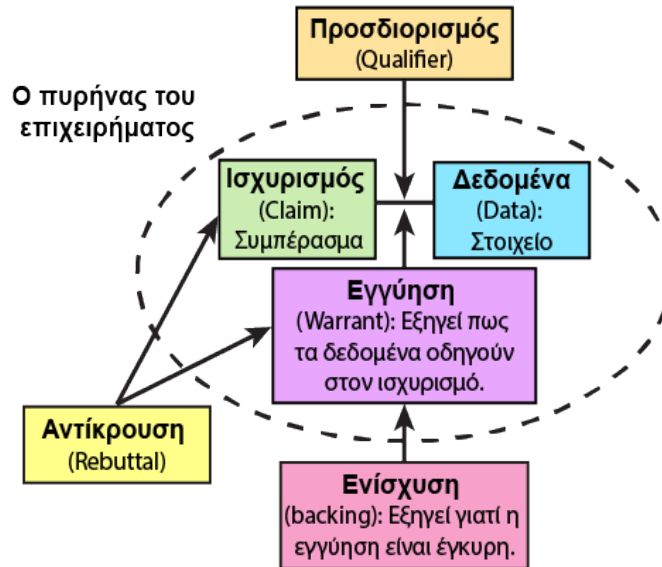 Προσδιορισμός
(Qualifier)
Ο πυρήνας του
επιχειρήματος
Ισχυρισμός
(Claim):
Συμπέρασμα
Δεδομένα
(Data):
Στοιχείο
Εγγύηση
(Warrant): Εξηγεί πως
τα δεδομένα οδηγούν
στον ισχυρισμό.
Αντίκρουση
(Rebuttal)
Ενίσχυση
(backing): Εξηγεί γιατί η
εγγύηση είναι έγκυρη.